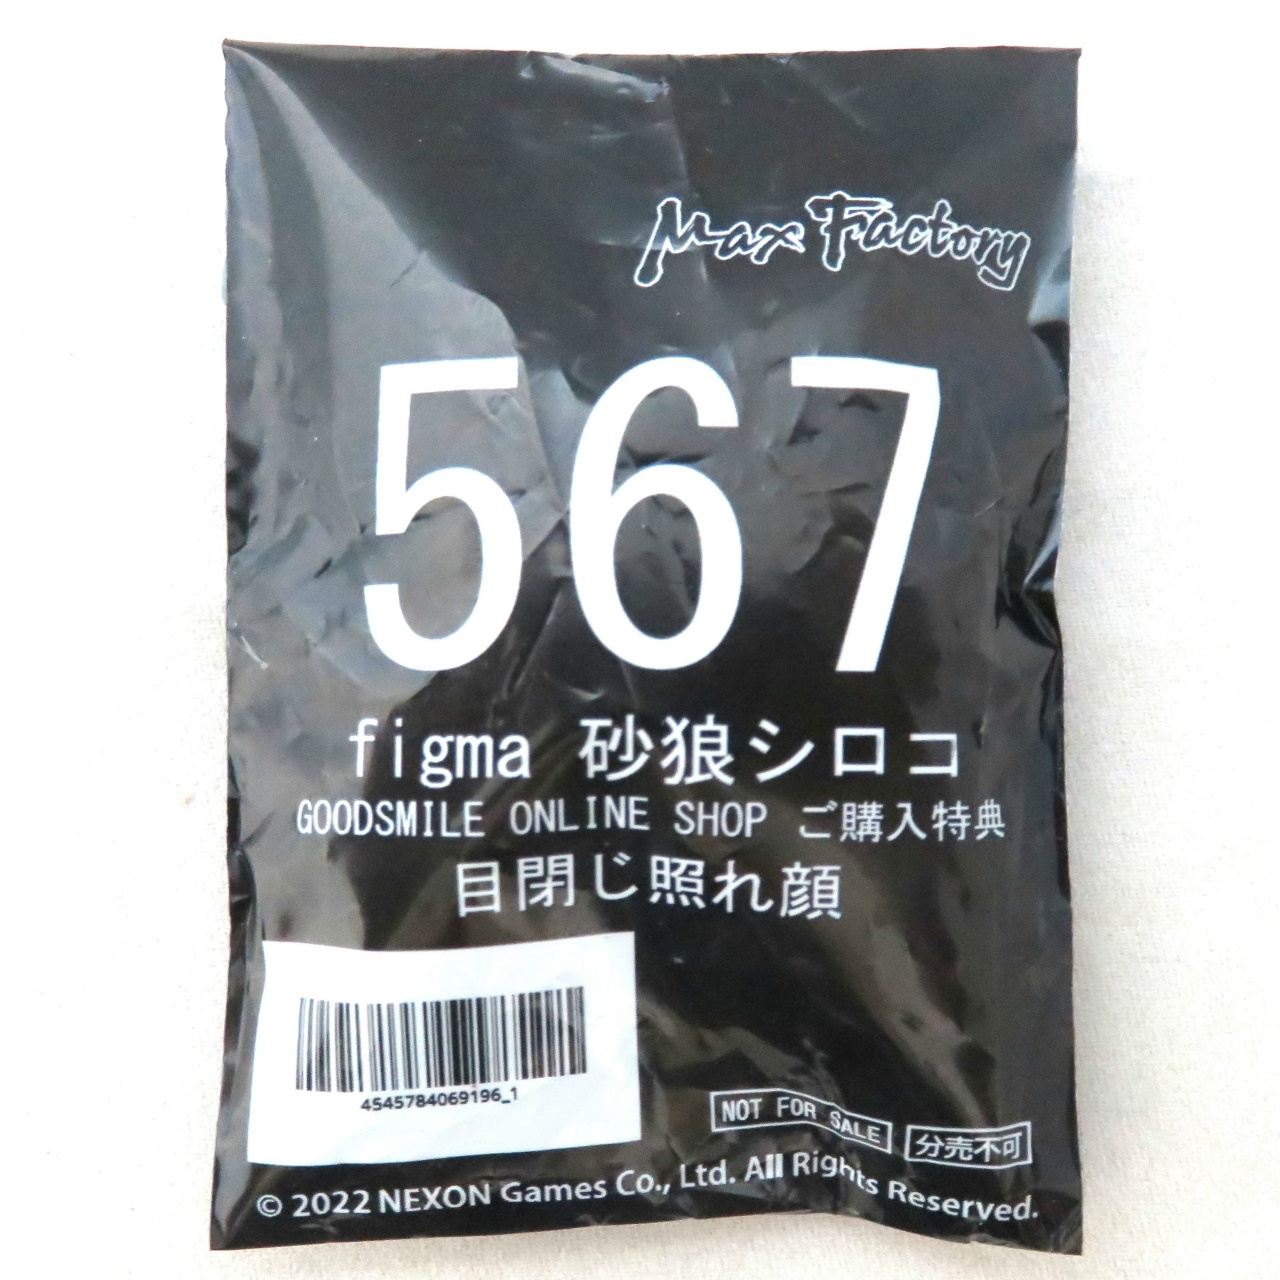 Max Factory
567
figma 砂狼シロコ
GOODSMILE ONLINE SHOP ご購入特典
目閉じ照れ顔
4545784069196_1
NOT FOR SALE 分売不可
© 2022 NEXON Games Co., Ltd. All Rights Reserved.